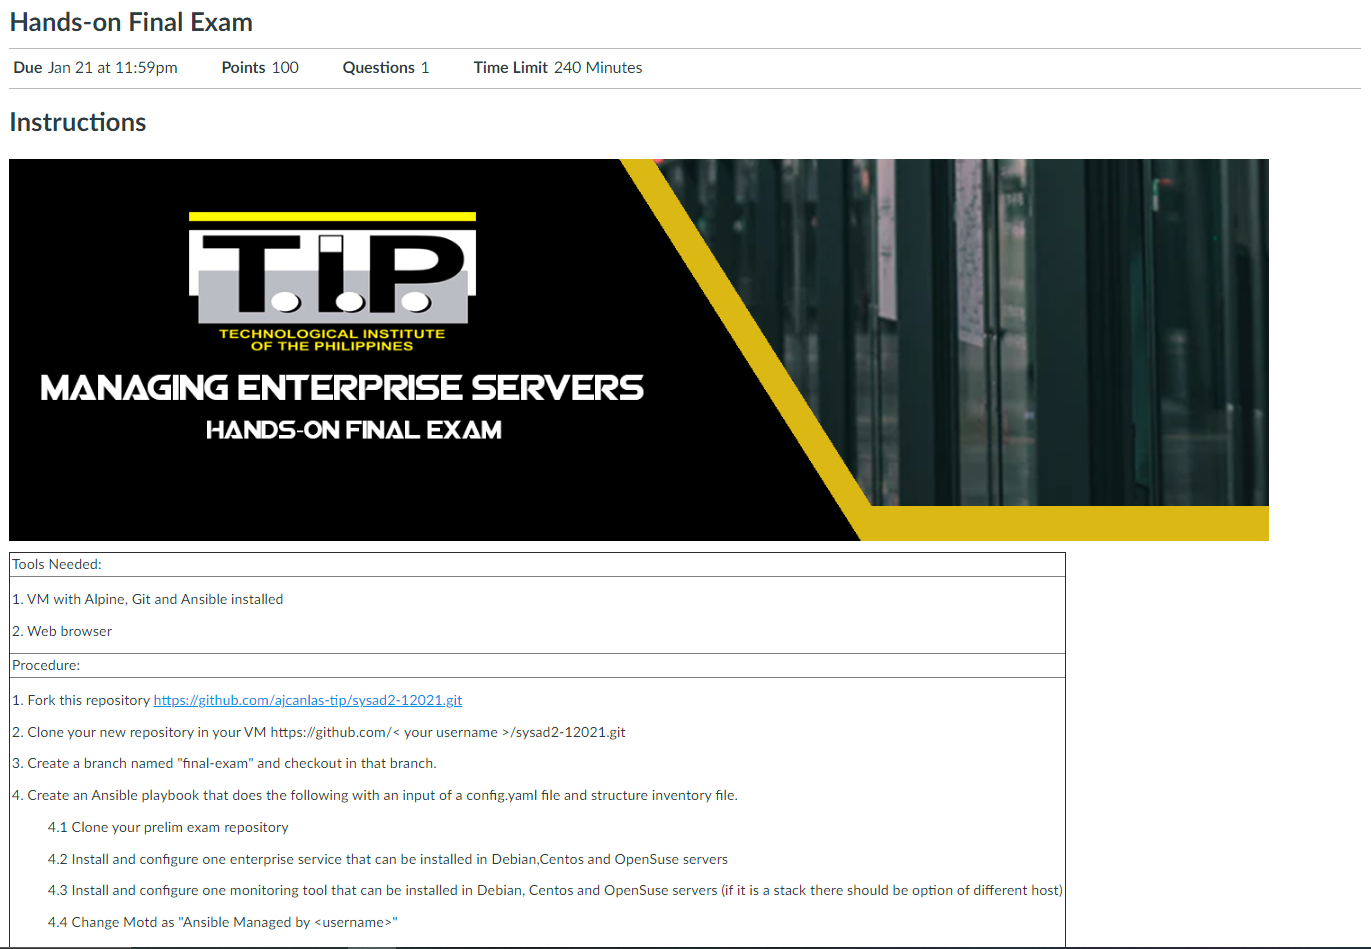 Hands-on Final Exam
Due Jan 21 at 11:59pm Points 100 Questions 1 Time Limit 240 Minutes
Instructions
T.I.P.
TECHNOLOGICAL INSTITUTE
OF THE PHILIPPINES
MANAGING ENTERPRISE SERVERS
HANDS-ON FINAL EXAM
Tools Needed:
1. VM with Alpine, Git and Ansible installed
2. Web browser
Procedure:
1. Fork this repository https://github.com/ajcanlas-tip/sysad2-12021.git
2. Clone your new repository in your VM https://github.com/< your username >/sysad2-12021.git
3. Create a branch named "final-exam" and checkout in that branch.
4. Create an Ansible playbook that does the following with an input of a config.yaml file and structure inventory file.
4.1 Clone your prelim exam repository
4.2 Install and configure one enterprise service that can be installed in Debian,Centos and OpenSuse servers
4.3 Install and configure one monitoring tool that can be installed in Debian, Centos and OpenSuse servers (if it is a stack there should be option of different host)
4.4 Change Motd as "Ansible Managed by <username>"